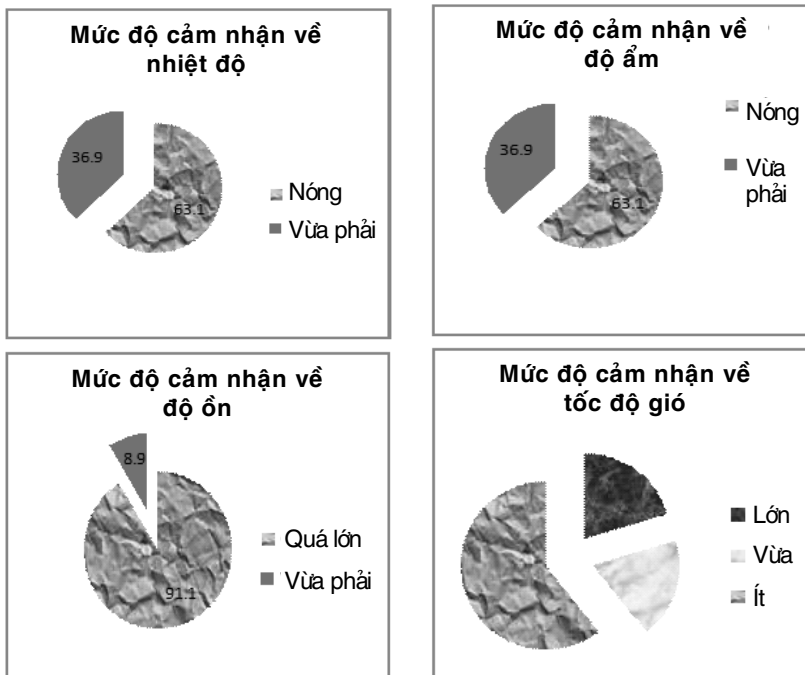 Mức độ cảm nhận về
nhiệt độ
36.9
63.1
Nóng
Vừa phải
Mức độ cảm nhận về
độ ẩm
36.9
63.1
Nóng
Vừa
phải
Mức độ cảm nhận về
độ ồn
8.9
91.1
Quá lớn
Vừa phải
Mức độ cảm nhận về
tốc độ gió
Lớn
Vừa
Ít